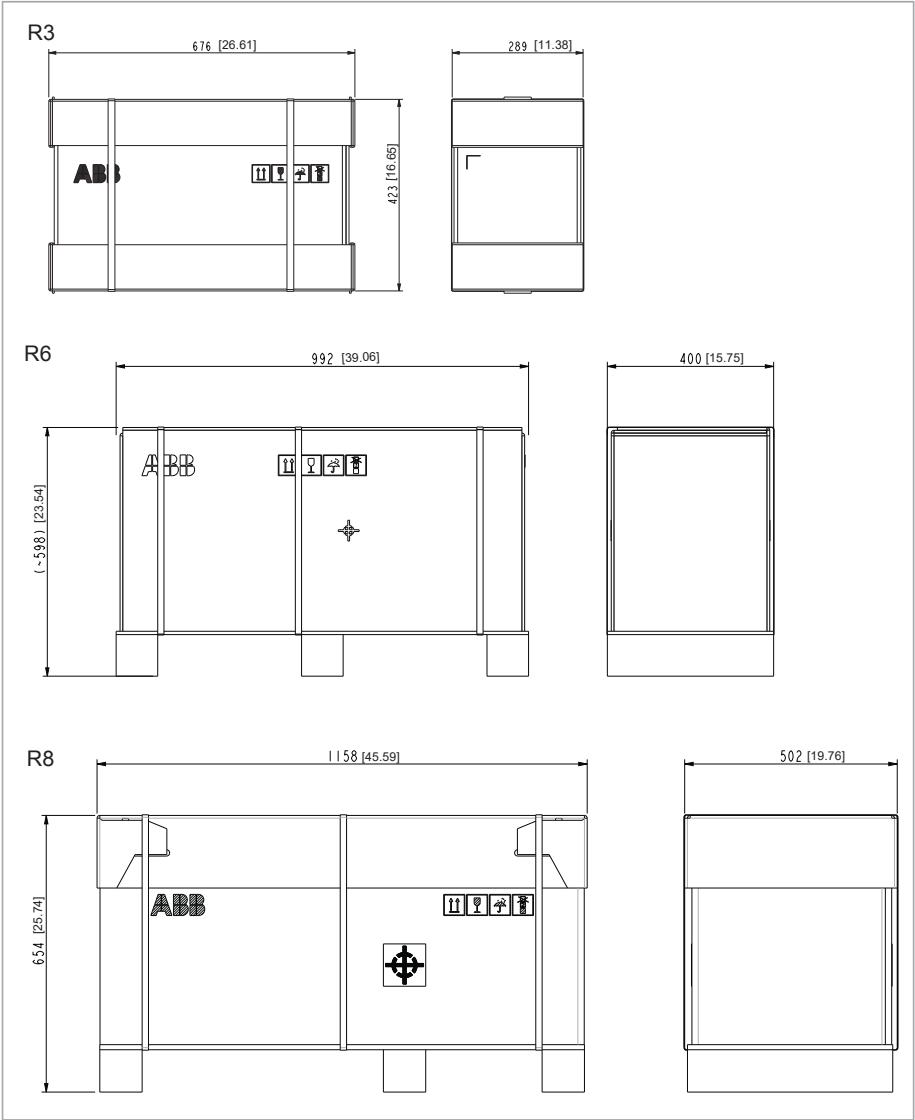 R3
676 [26.61]
289 [11.38]
423 [16.65]
ABB
R6
992 [39.06]
400 [15.75]
(~598) [23.54]
ABB
R8
1158 [45.59]
502 [19.76]
654 [25.74]
ABB